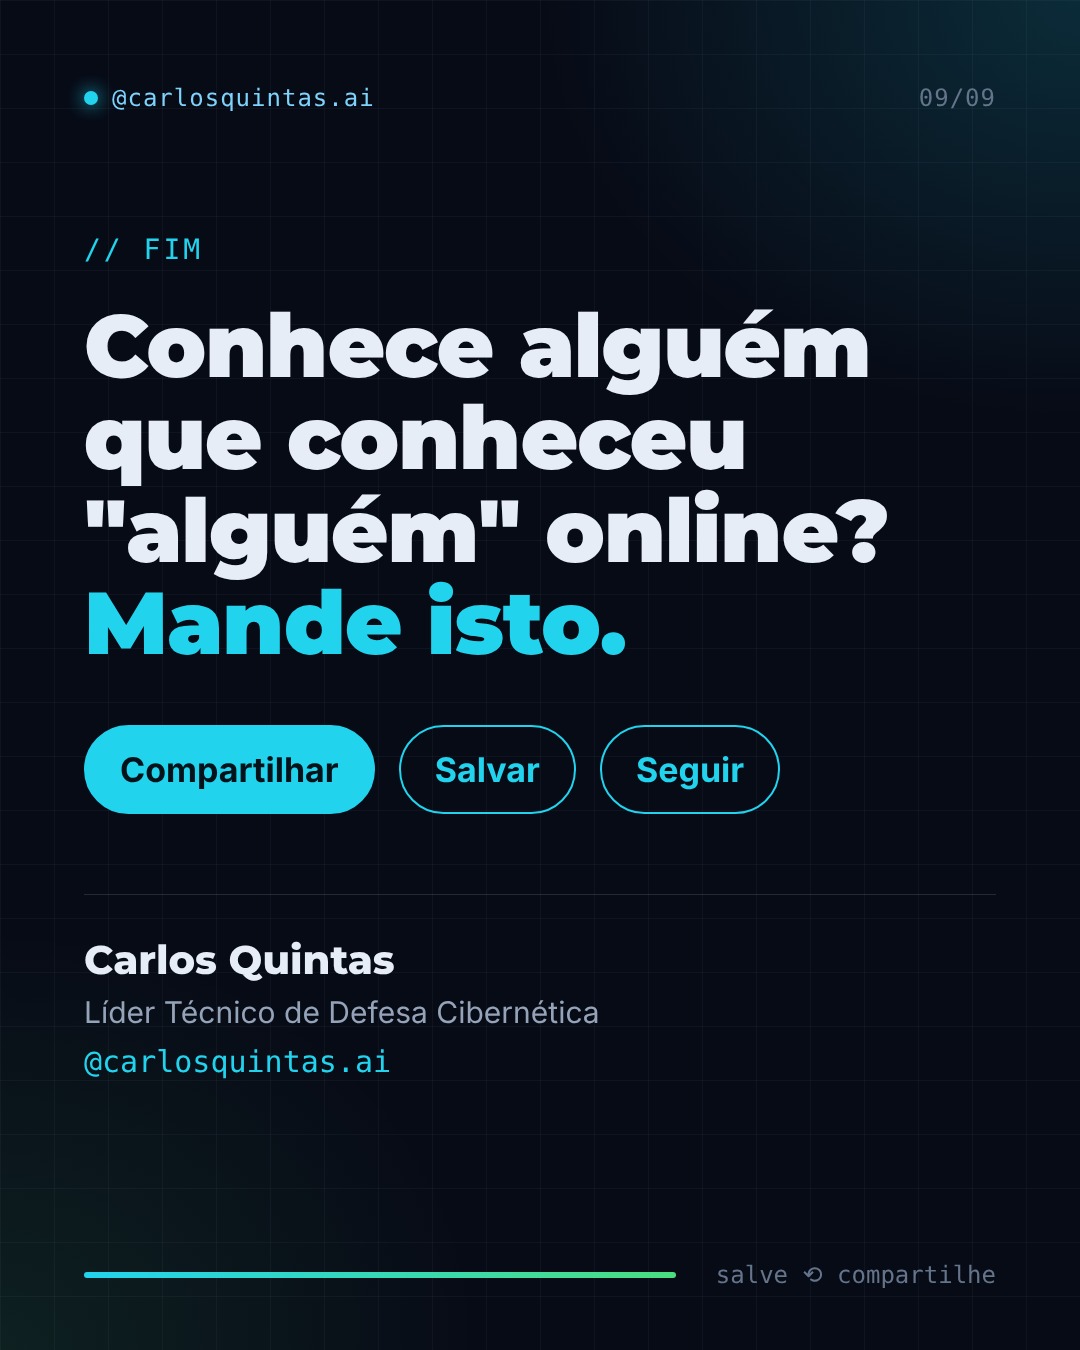 @carlosquintas.ai
09/09
// FIM
Conhece alguém
que conheceu
"alguém" online?
Mande isto.
Compartilhar
Salvar
Seguir
Carlos Quintas
Líder Técnico de Defesa Cibernética
@carlosquintas.ai
salve ⟲ compartilhe